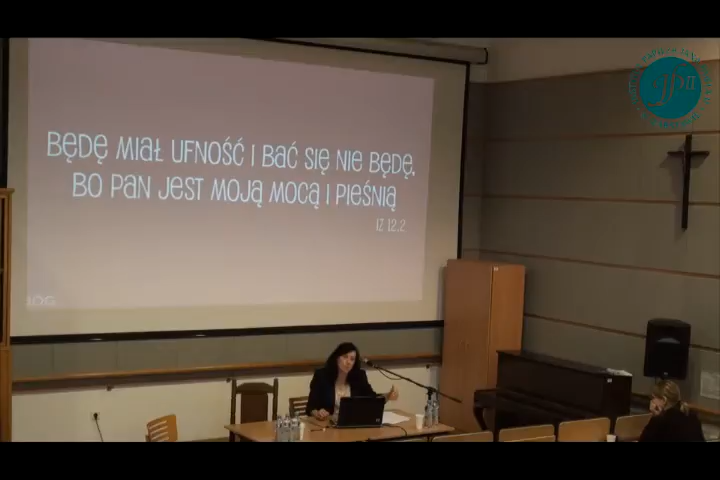 BĘDĘ MIAŁ UFNOŚĆ I BAĆ SIĘ NIE BĘDĘ,
BO PAN JEST MOJĄ MOCĄ I PIEŚNIĄ
IZ 12.2